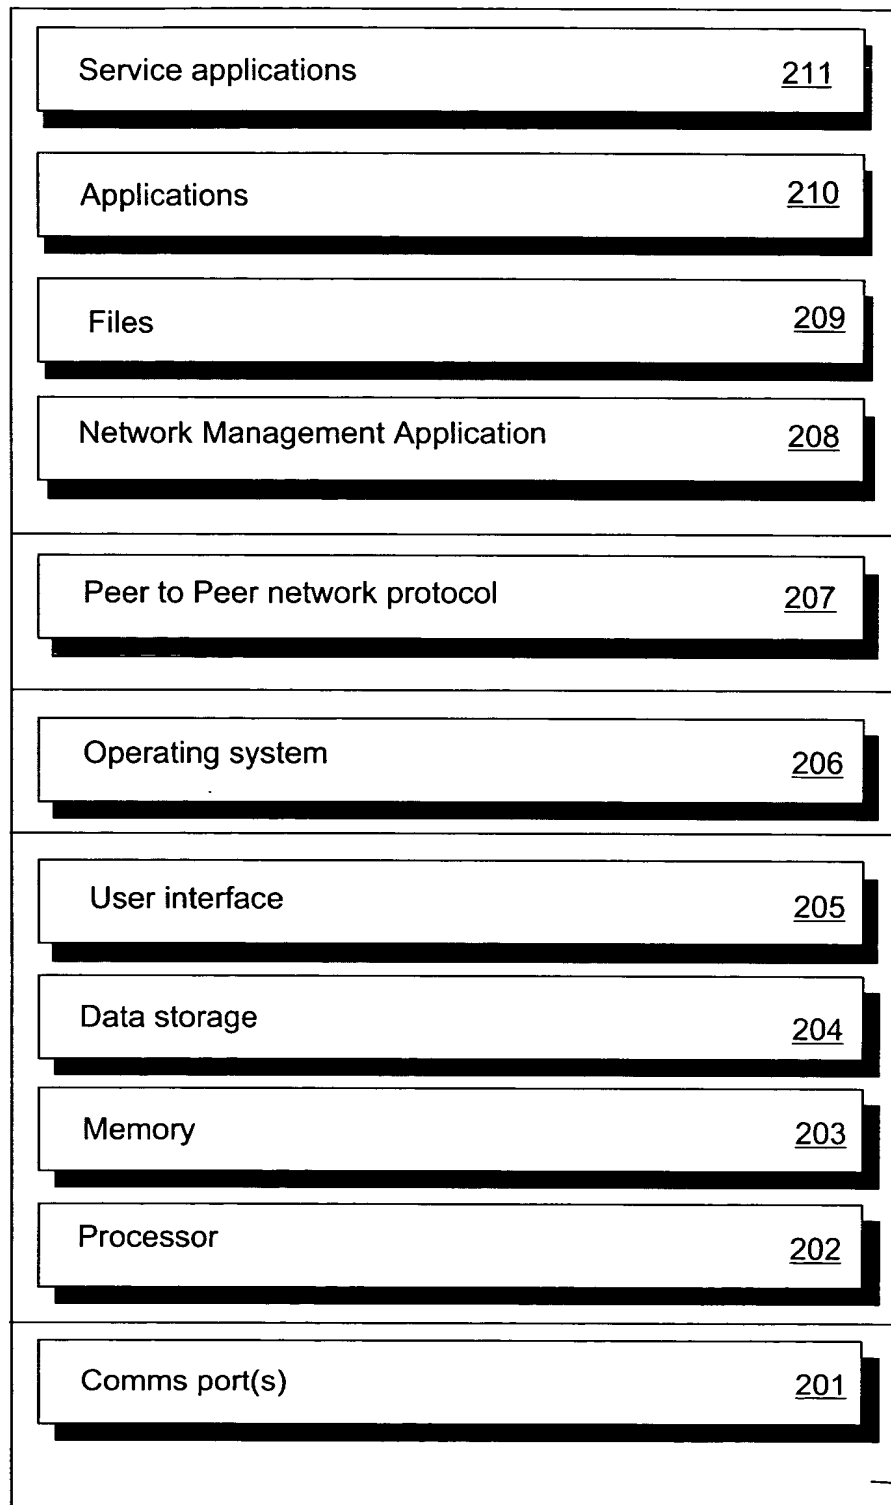 Service applications 211
Applications 210
Files 209
Network Management Application 208
Peer to Peer network protocol 207
Operating system 206
User interface 205
Data storage 204
Memory 203
Processor 202
Comms port(s) 201